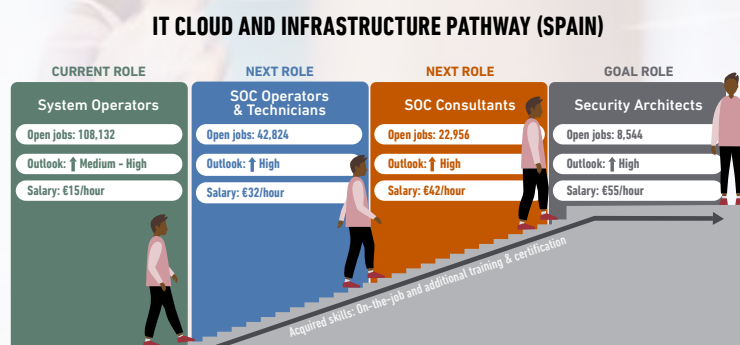 IT CLOUD AND INFRASTRUCTURE PATHWAY (SPAIN)
CURRENT ROLE
System Operators
Open jobs: 108,132
Outlook: ↑ Medium - High
Salary: €15/hour
NEXT ROLE
SOC Operators
& Technicians
Open jobs: 42,824
Outlook: ↑ High
Salary: €32/hour
NEXT ROLE
SOC Consultants
Open jobs: 22,956
Outlook: ↑ High
Salary: €42/hour
GOAL ROLE
Security Architects
Open jobs: 8,544
Outlook: ↑ High
Salary: €55/hour
Acquired skills: On-the-job and additional training & certification